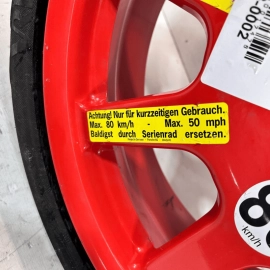 Achtung! Nur für kurzzeitigen Gebrauch.
Max. 80 km/h - Max. 50 mph
Baldigst durch Serienrad ersetzen.
-0002
8
km/h